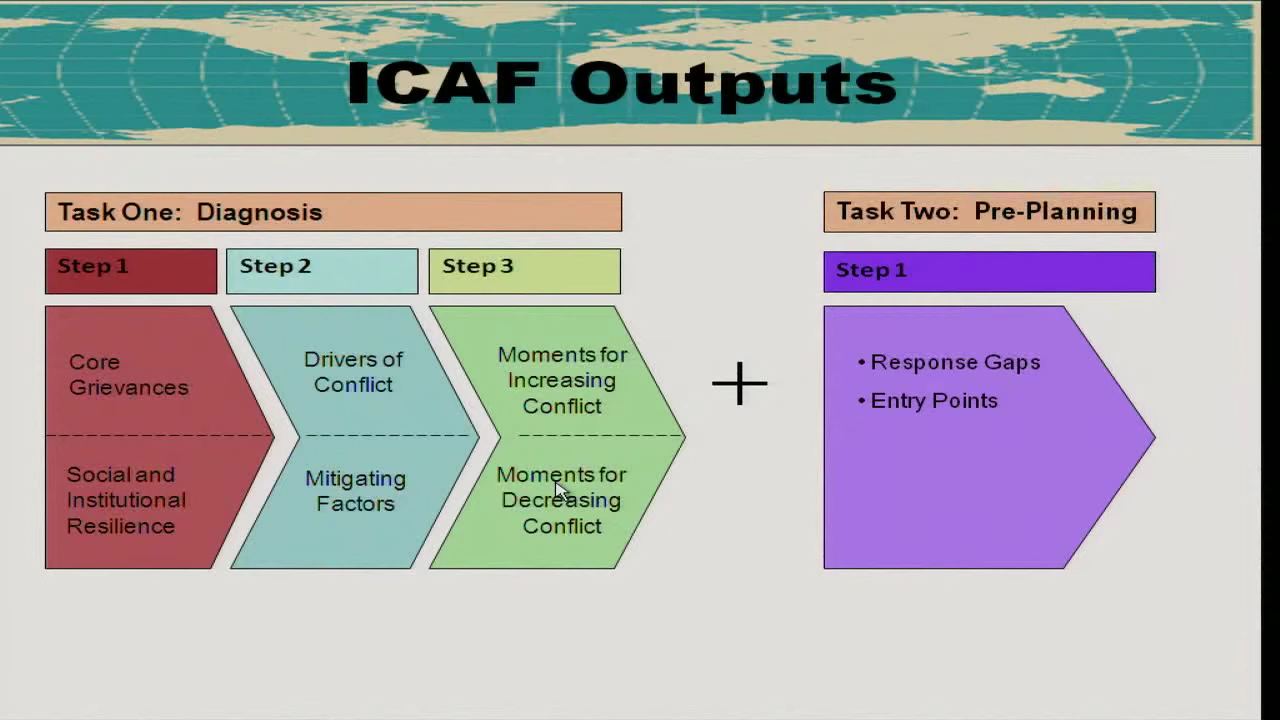 ICAF Outputs
Task One: Diagnosis
Task Two: Pre-Planning
Step 1
Step 2
Step 3
Step 1
Core
Grievances
Social and
Institutional
Resilience
Drivers of
Conflict
Mitigating
Factors
Moments for
Increasing
Conflict
Moments for
Decreasing
Conflict
+
• Response Gaps
• Entry Points